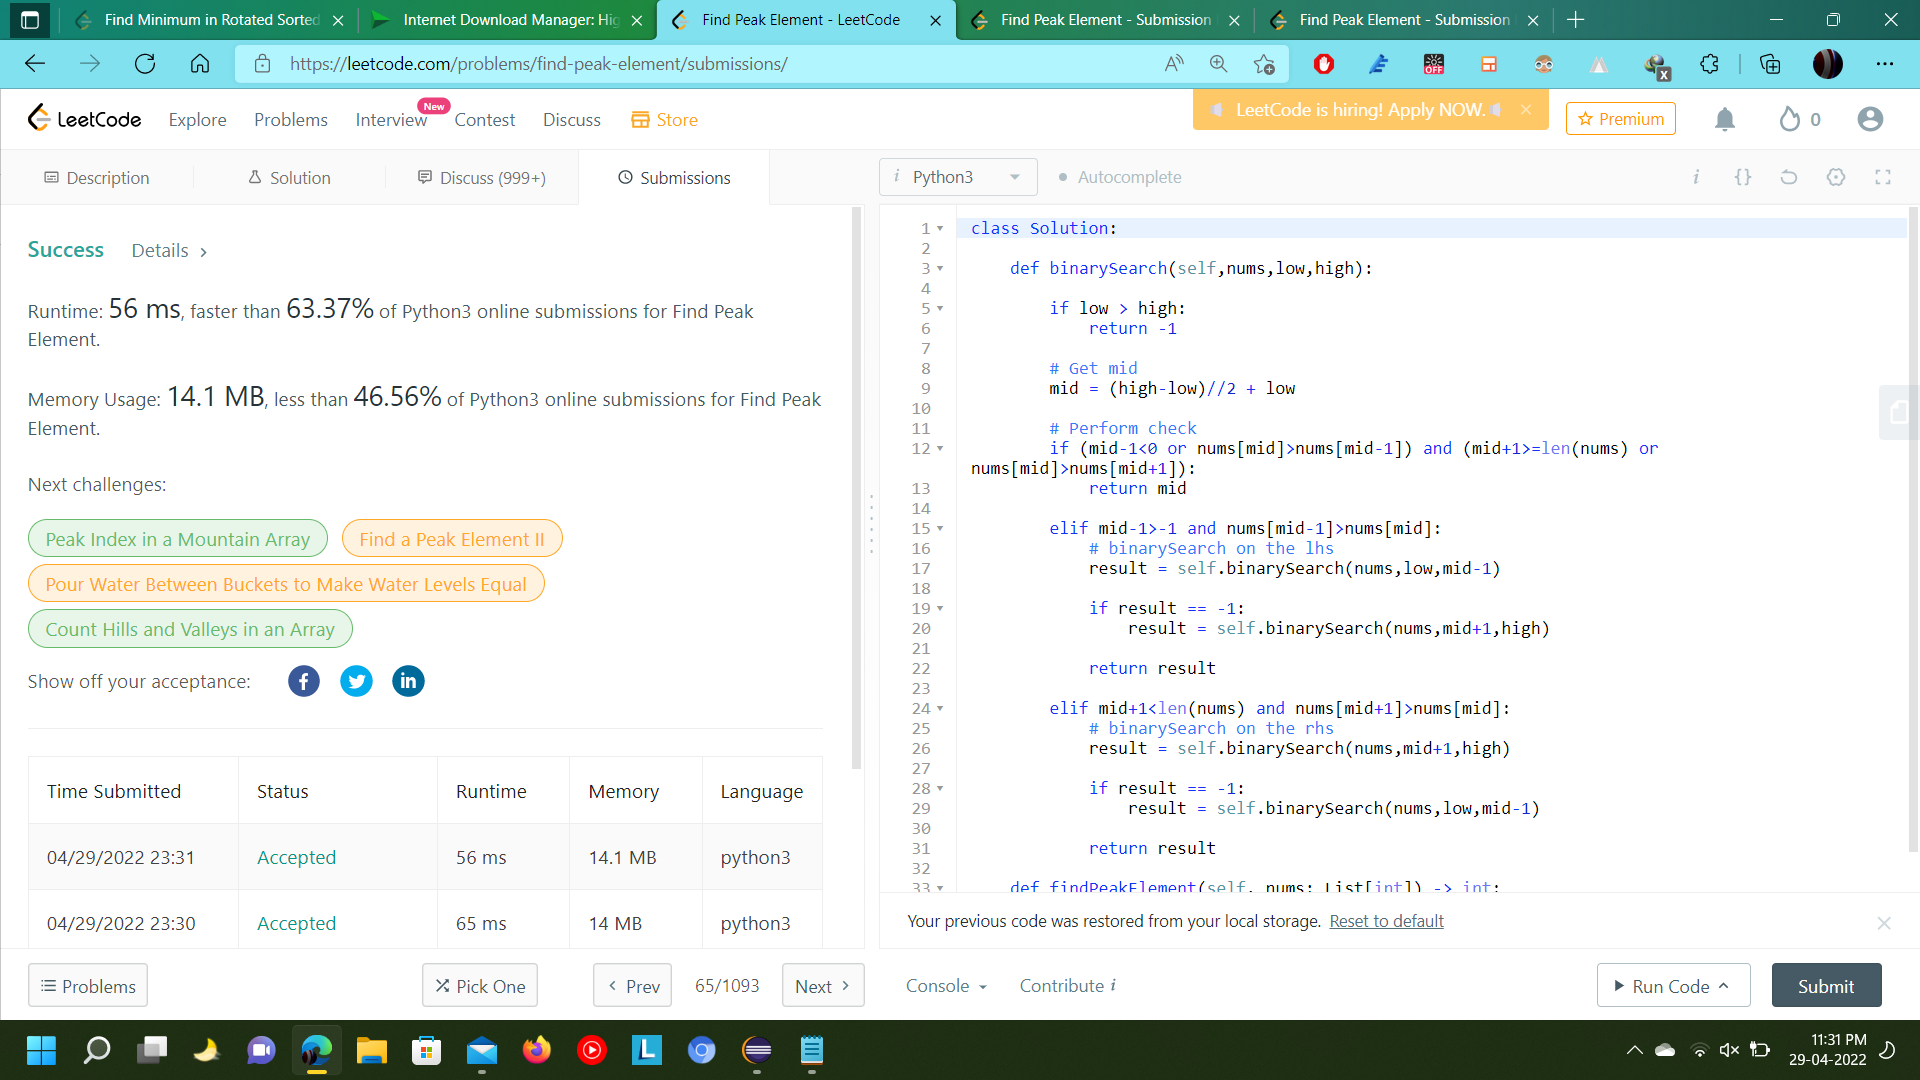 Find Minimum in Rotated Sorted
Internet Download Manager: Hig
Find Peak Element - LeetCode
Find Peak Element - Submission
Find Peak Element - Submission
https://leetcode.com/problems/find-peak-element/submissions/
OFF
x
LeetCode
Explore
Problems
Interview
New
Contest
Discuss
Store
LeetCode is hiring! Apply NOW.
Premium
0
Description
Solution
Discuss (999+)
Submissions
i Python3
Autocomplete
i {}
Success
Details
Runtime: 56 ms, faster than 63.37% of Python3 online submissions for Find Peak
Element.
Memory Usage: 14.1 MB, less than 46.56% of Python3 online submissions for Find Peak
Element.
Next challenges:
Peak Index in a Mountain Array
Find a Peak Element II
Pour Water Between Buckets to Make Water Levels Equal
Count Hills and Valleys in an Array
Show off your acceptance:
Time Submitted Status Runtime Memory Language
04/29/2022 23:31 Accepted 56 ms 14.1 MB python3
04/29/2022 23:30 Accepted 65 ms 14 MB python3
1 class Solution:
2
3 def binarySearch(self,nums,low,high):
4
5 if low > high:
6 return -1
7
8 # Get mid
9 mid = (high-low)//2 + low
10
11 # Perform check
12 if (mid-1<0 or nums[mid]>nums[mid-1]) and (mid+1>=len(nums) or
nums[mid]>nums[mid+1]):
13 return mid
14
15 elif mid-1>-1 and nums[mid-1]>nums[mid]:
16 # binarySearch on the lhs
17 result = self.binarySearch(nums,low,mid-1)
18
19 if result == -1:
20 result = self.binarySearch(nums,mid+1,high)
21
22 return result
23
24 elif mid+1<len(nums) and nums[mid+1]>nums[mid]:
25 # binarySearch on the rhs
26 result = self.binarySearch(nums,mid+1,high)
27
28 if result == -1:
29 result = self.binarySearch(nums,low,mid-1)
30
31 return result
32
33 def findPeakElement(self, nums: List[int]) -> int:
Your previous code was restored from your local storage. Reset to default
Problems
Pick One
Prev
65/1093
Next
Console
Contribute i
Run Code
Submit
L
11:31 PM
29-04-2022